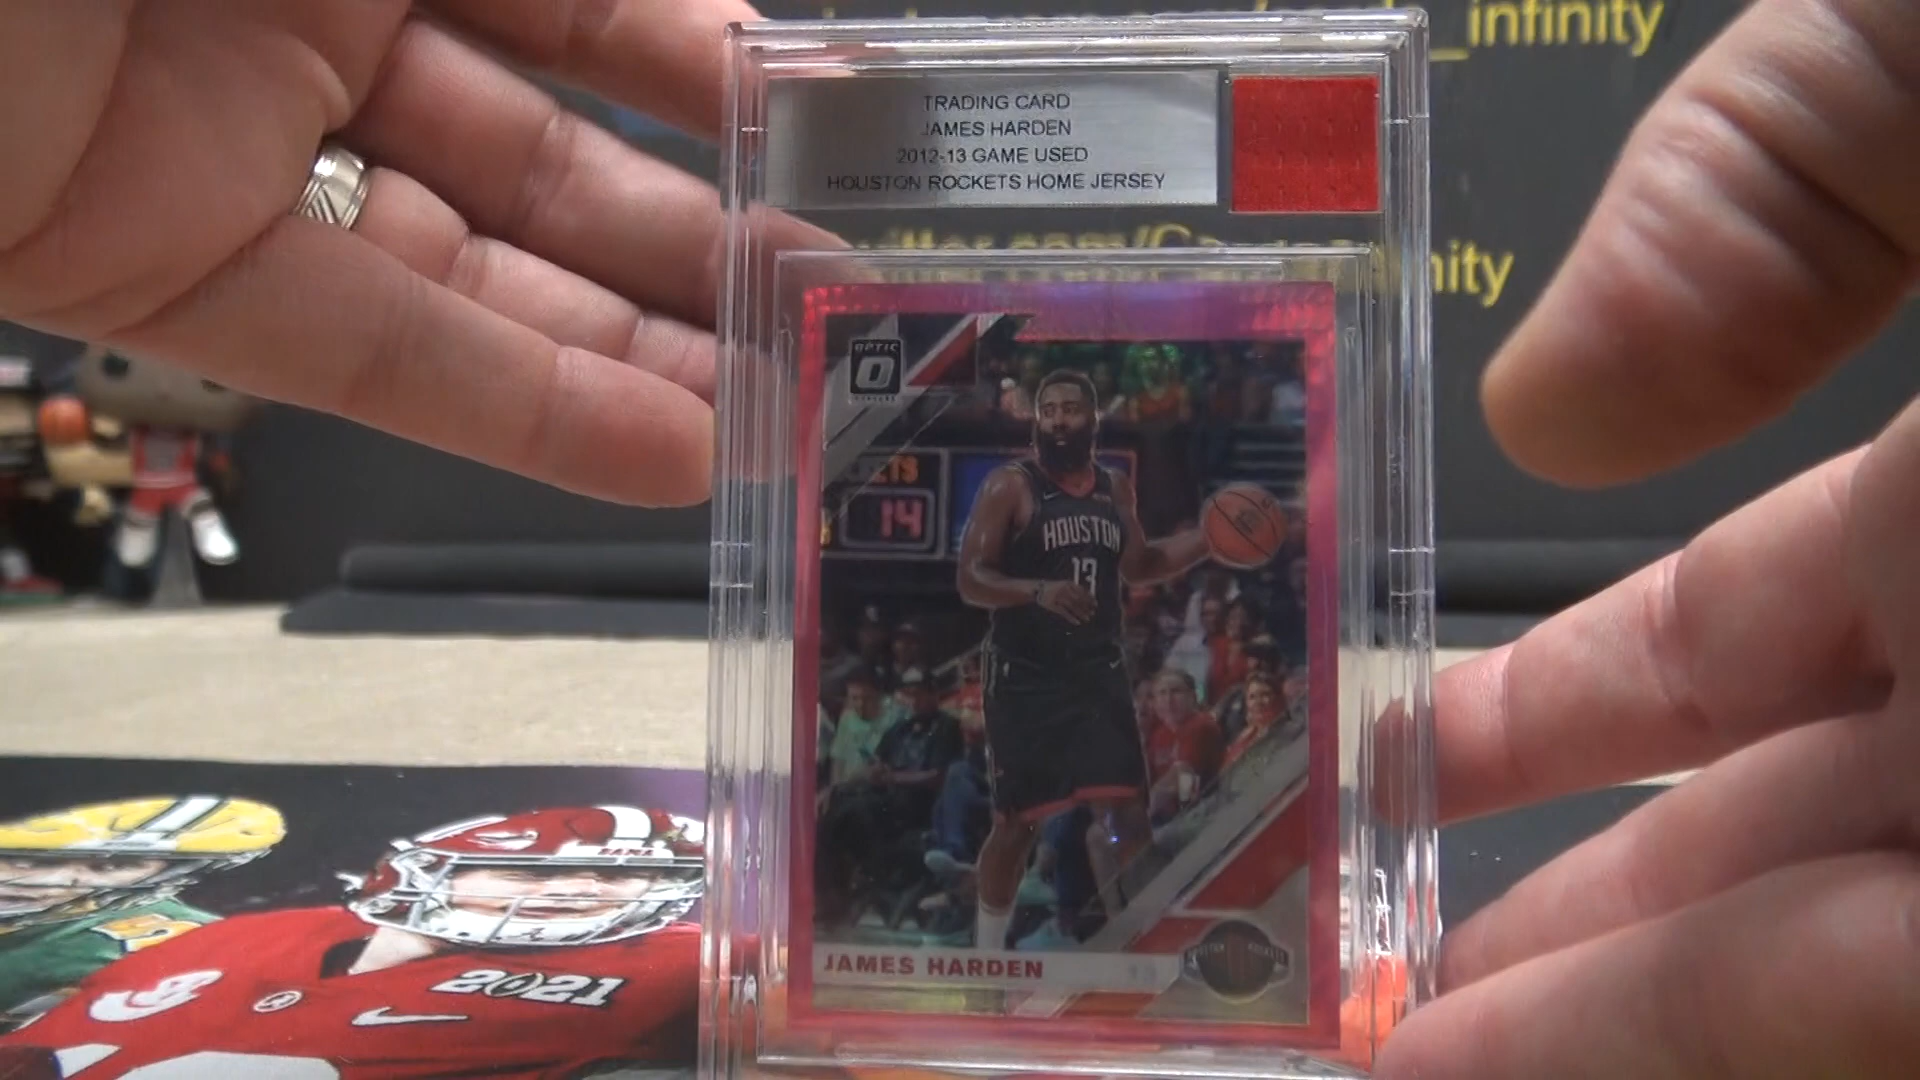 _infinity
TRADING CARD
JAMES HARDEN
2012-13 GAME USED
HOUSTON ROCKETS HOME JERSEY
OPTIC
O
14
HOUSTON
13
JAMES HARDEN
2021